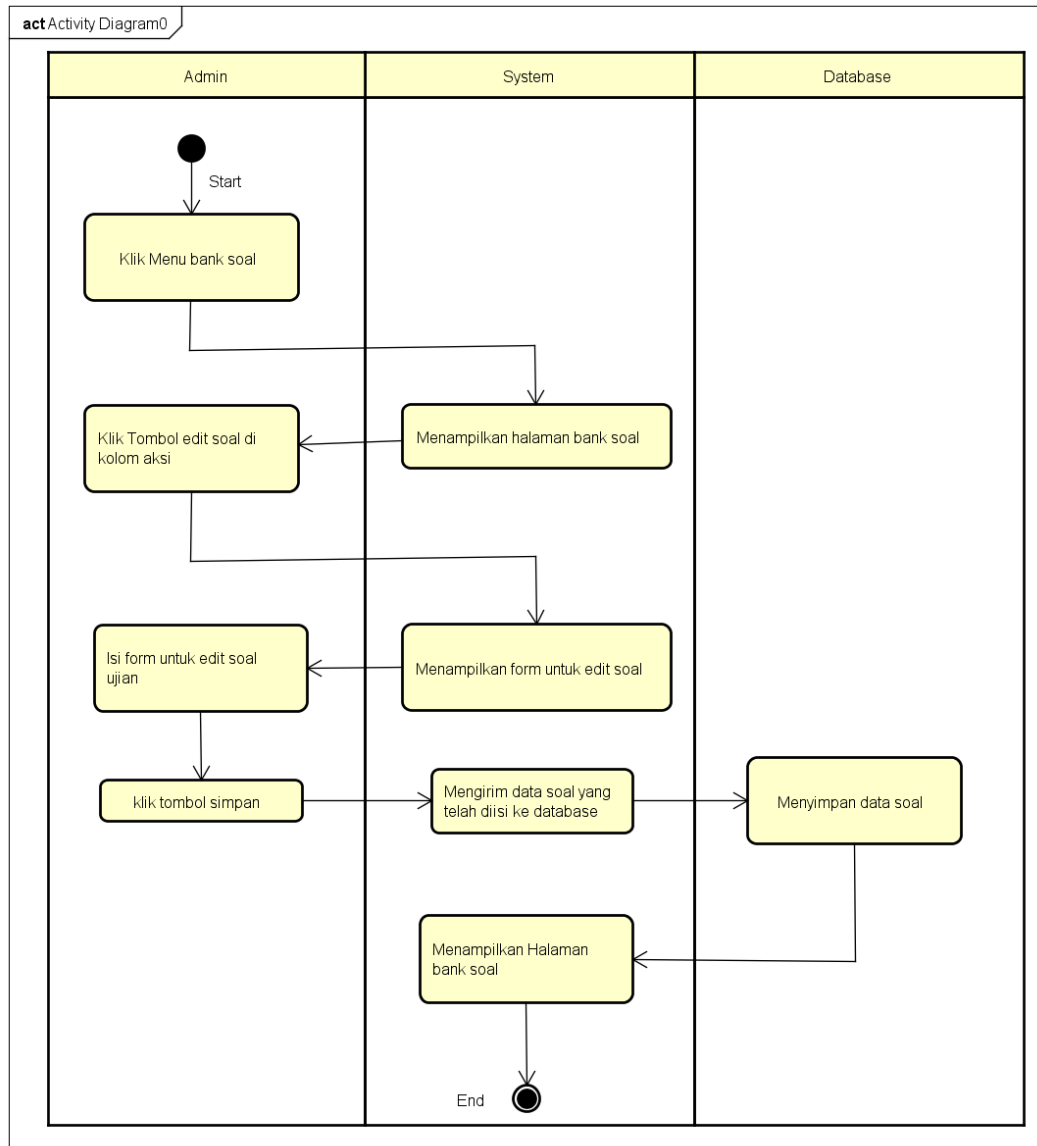 act Activity Diagram0
Admin
System
Database
Start
Klik Menu bank soal
Menampilkan halaman bank soal
Klik Tombol edit soal di
kolom aksi
Menampilkan form untuk edit soal
Isi form untuk edit soal
ujian
klik tombol simpan
Mengirim data soal yang
telah diisi ke database
Menyimpan data soal
Menampilkan Halaman
bank soal
End